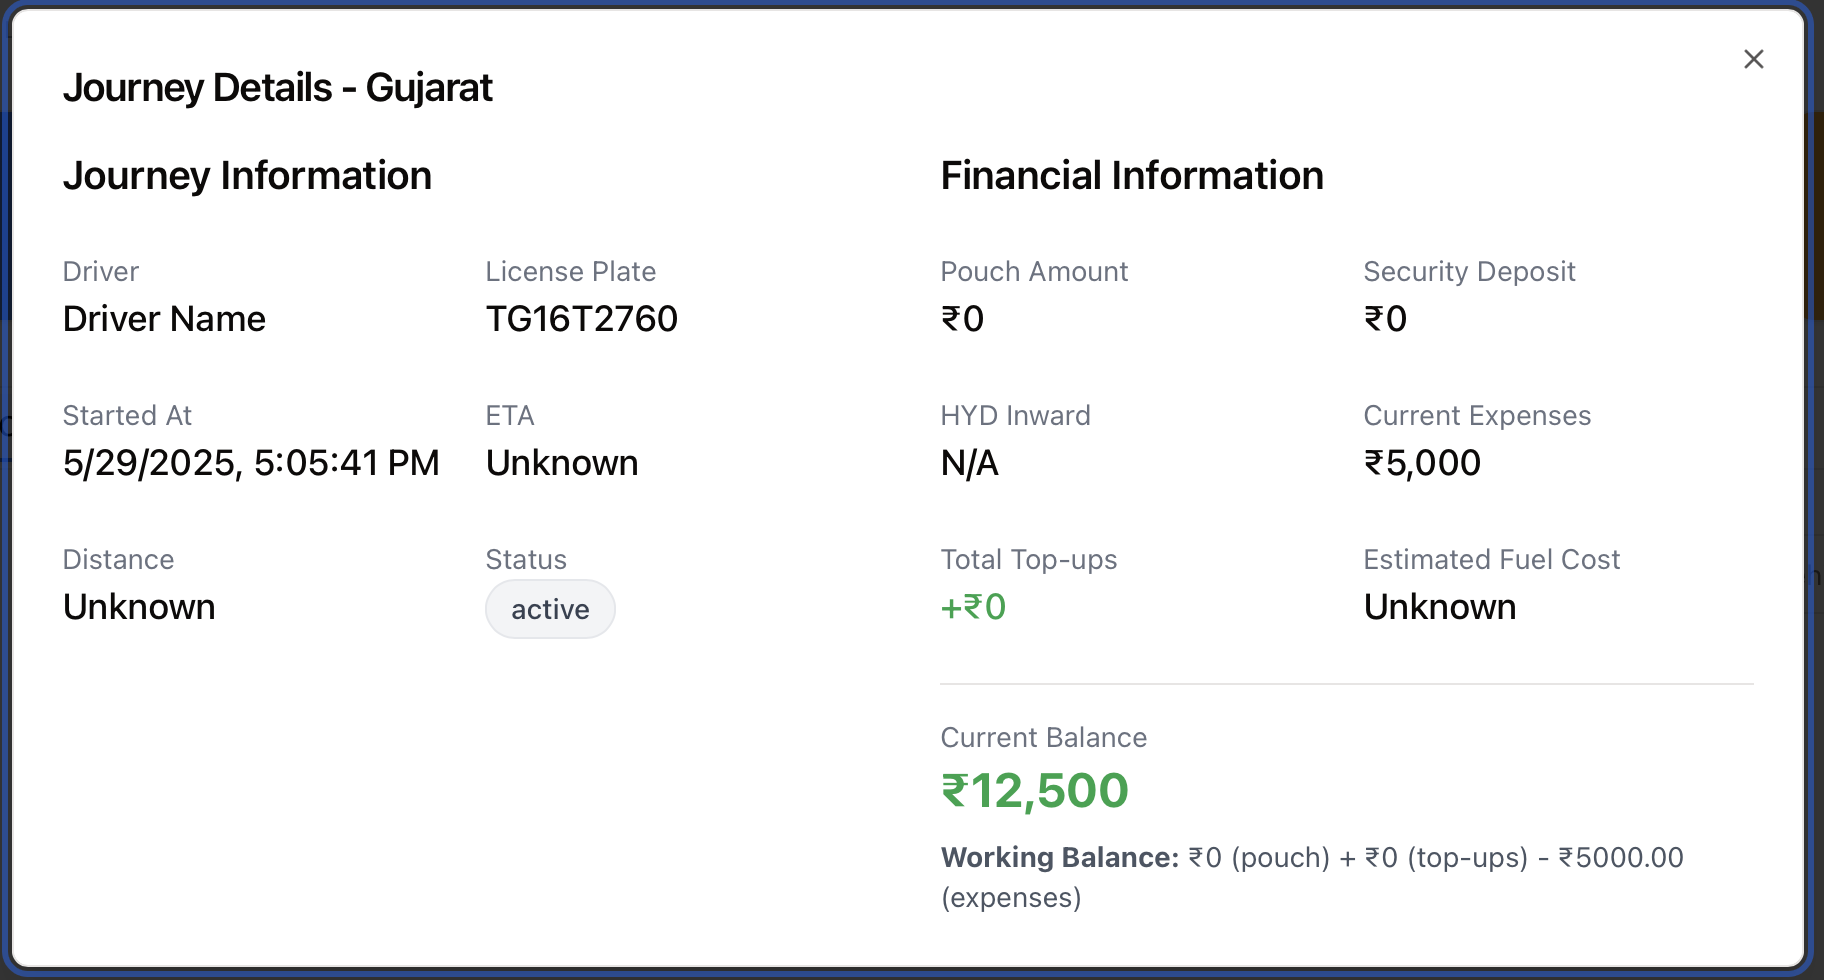 Journey Details - Gujarat
Journey Information
Driver
Driver Name
License Plate
TG16T2760
Started At
5/29/2025, 5:05:41 PM
ETA
Unknown
Distance
Unknown
Status
active
Financial Information
Pouch Amount
₹0
Security Deposit
₹0
HYD Inward
N/A
Current Expenses
₹5,000
Total Top-ups
+₹0
Estimated Fuel Cost
Unknown
Current Balance
₹12,500
Working Balance: ₹0 (pouch) + ₹0 (top-ups) - ₹5000.00
(expenses)